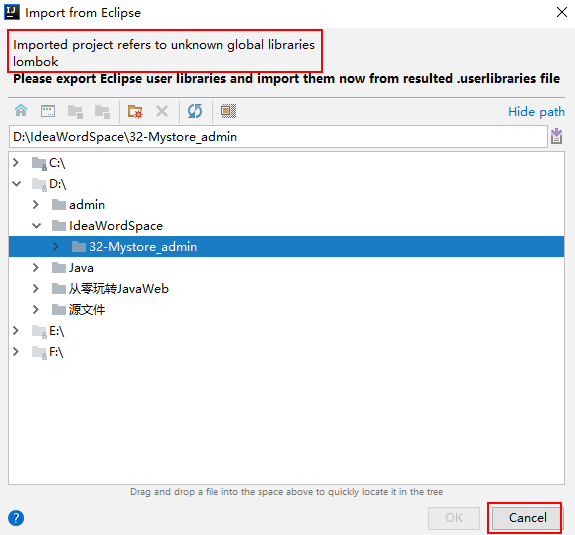 Import from Eclipse
Imported project refers to unknown global libraries
lombok
Please export Eclipse user libraries and import them now from resulted .userlibraries file
Hide path
D:\IdeaWordSpace\32-Mystore_admin
C:\
D:\
admin
IdeaWordSpace
32-Mystore_admin
Java
从零玩转JavaWeb
源文件
E:\
F:\
Drag and drop a file into the space above to quickly locate it in the tree
?
OK
Cancel